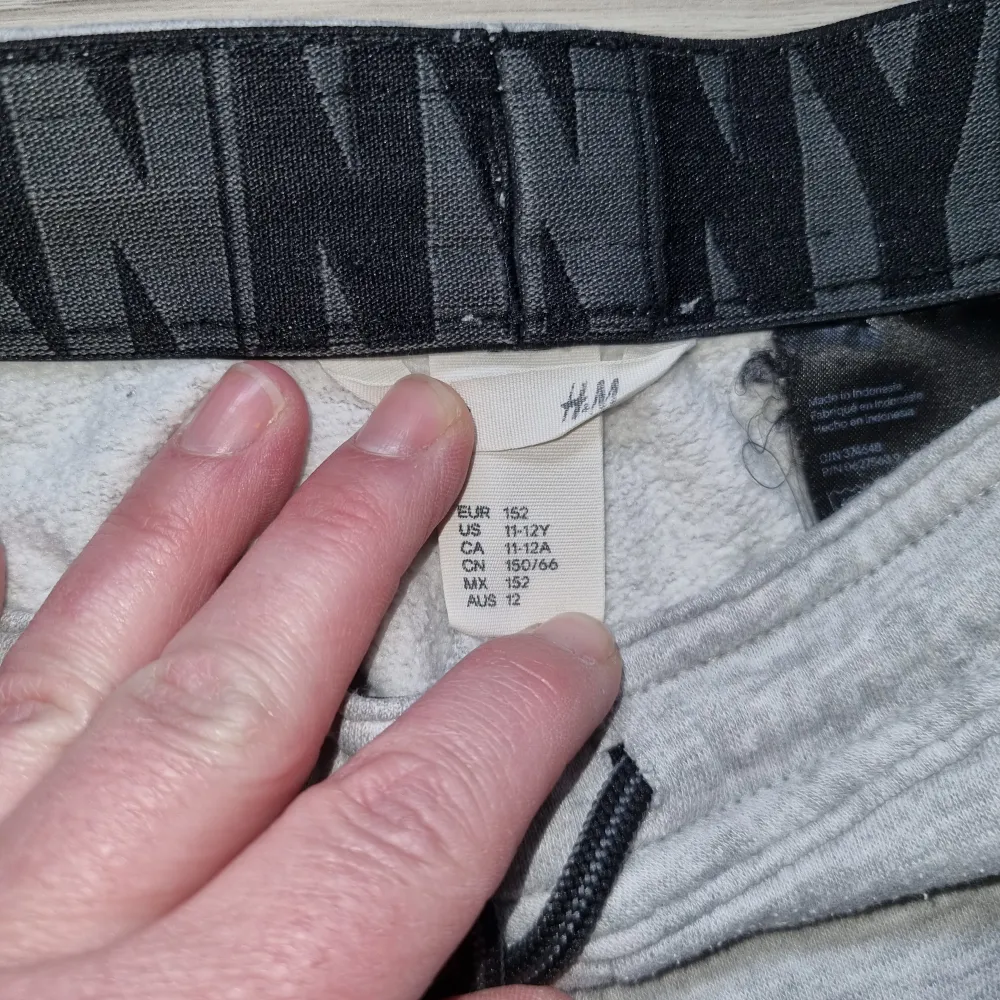 NY
H&M
EUR 152
US 11-12Y
CA 11-12A
CN 150/66
MX 152
AUS 12
Made in Indonesia
Fabriqué en Indonésie
Hecho en Indonesia